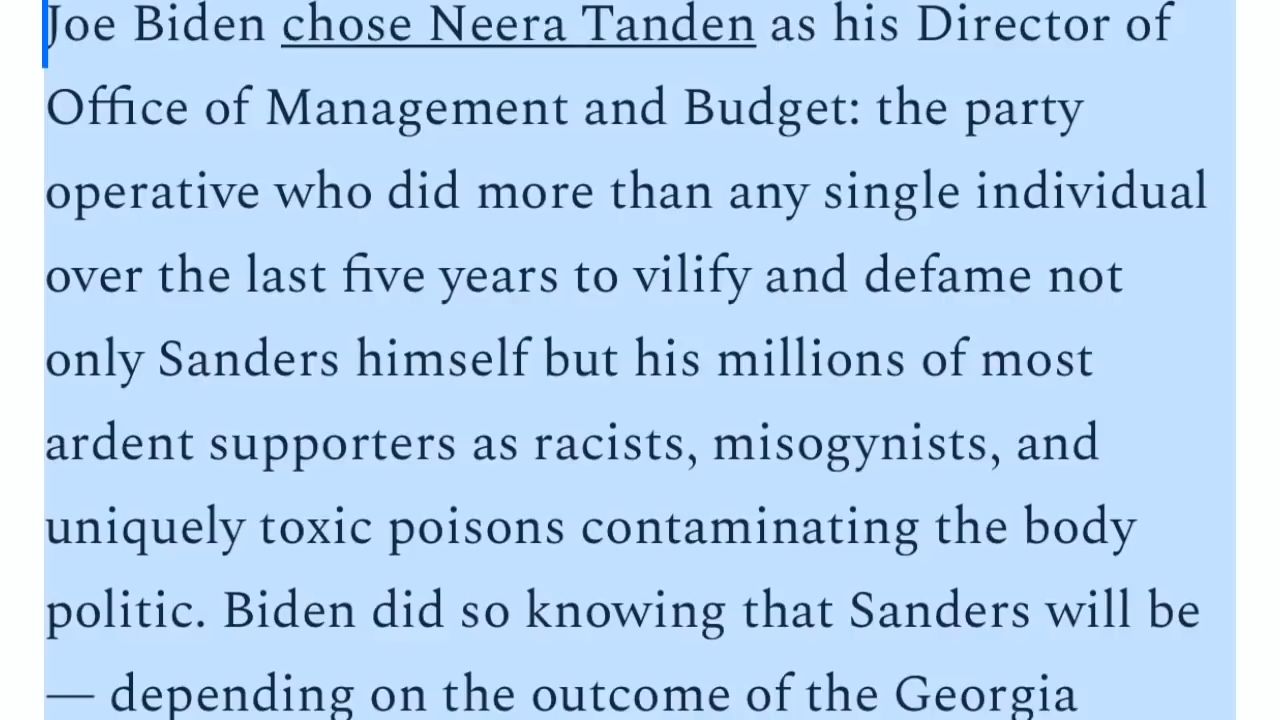 Joe Biden chose Neera Tanden as his Director of
Office of Management and Budget: the party
operative who did more than any single individual
over the last five years to vilify and defame not
only Sanders himself but his millions of most
ardent supporters as racists, misogynists, and
uniquely toxic poisons contaminating the body
politic. Biden did so knowing that Sanders will be
— depending on the outcome of the Georgia